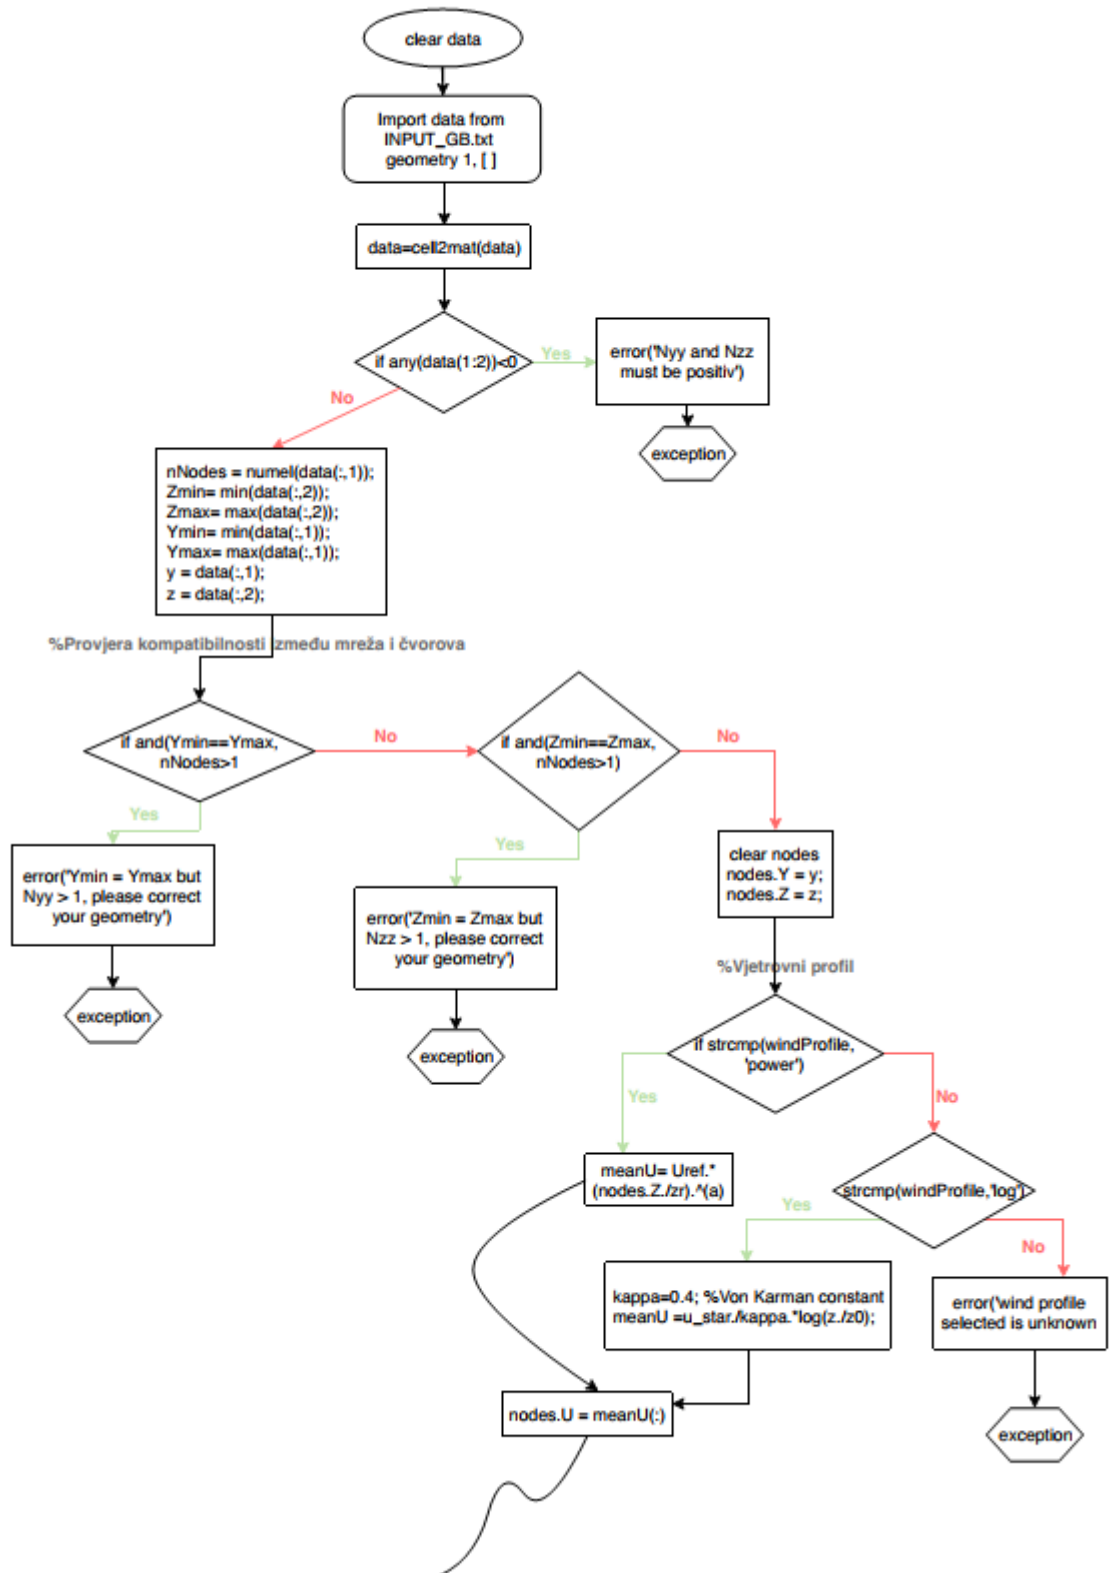 clear data
Import data from
INPUT_GB.txt
geometry 1, [ ]
data=cell2mat(data)
if any(data(1:2))<0
Yes
error('Nyy and Nzz
must be positiv')
exception
No
nNodes = numel(data(:,1));
Zmin= min(data(:,2));
Zmax= max(data(:,2));
Ymin= min(data(:,1));
Ymax= max(data(:,1));
y = data(:,1);
z = data(:,2);
%Provjera kompatibilnosti između mreža i čvorova
if and(Ymin==Ymax,
nNodes>1
No
if and(Zmin==Zmax,
nNodes>1)
No
Yes
error('Ymin = Ymax but
Nyy > 1, please correct
your geometry')
exception
Yes
error('Zmin = Zmax but
Nzz > 1, please correct
your geometry')
exception
clear nodes
nodes.Y = y;
nodes.Z = z;
%Vjetrovni profil
if strcmp(windProfile,
'power')
Yes
No
meanU= Uref.*
(nodes.Z./zr).^(a)
strcmp(windProfile,'log')
Yes
No
kappa=0.4; %Von Karman constant
meanU =u_star./kappa.*log(z./z0);
error('wind profile
selected is unknown
exception
nodes.U = meanU(:)